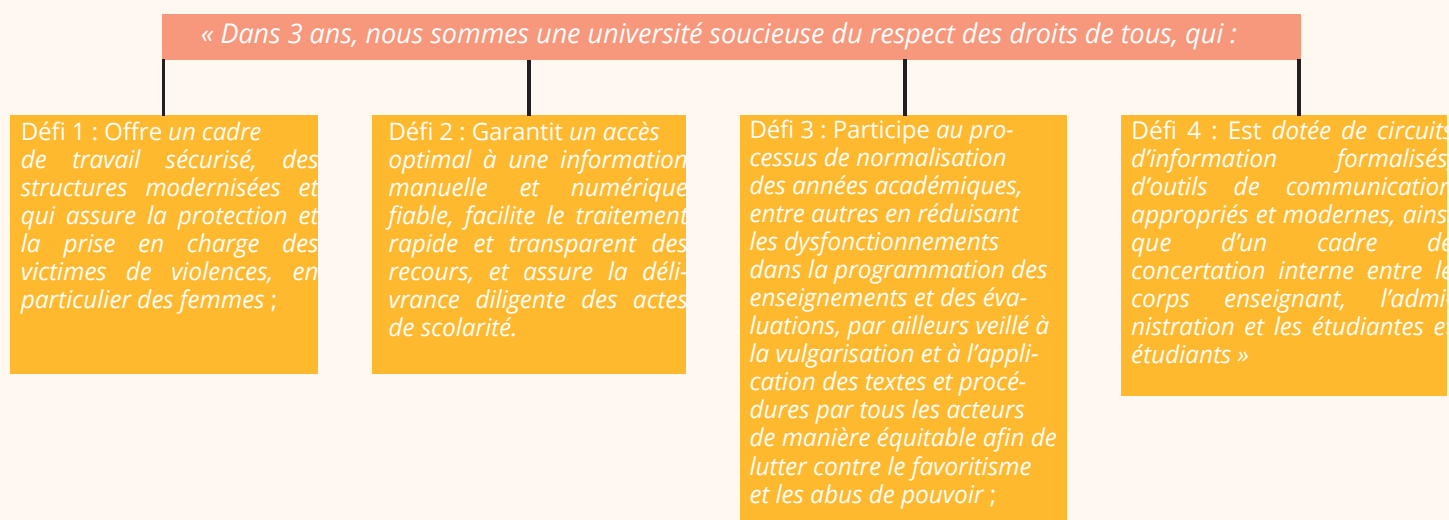 « Dans 3 ans, nous sommes une université soucieuse du respect des droits de tous, qui :
Défi 1 : Offre un cadre
de travail sécurisé, des
structures modernisées et
qui assure la protection et
la prise en charge des
victimes de violences, en
particulier des femmes ;
Défi 2 : Garantit un accès
optimal à une information
manuelle et numérique
fiable, facilite le traitement
rapide et transparent des
recours, et assure la déli-
vrance diligente des actes
de scolarité.
Défi 3 : Participe au pro-
cessus de normalisation
des années académiques,
entre autres en réduisant
les dysfonctionnements
dans la programmation des
enseignements et des éva-
luations, par ailleurs veillé à
la vulgarisation et à l'appli-
cation des textes et procé-
dures par tous les acteurs
de manière équitable afin de
lutter contre le favoritisme
et les abus de pouvoir ;
Défi 4 : Est dotée de circuits
d'information formalisés
d'outils de communication
appropriés et modernes, ainsi
que d'un cadre de
concertation interne entre le
corps enseignant, l'admi-
nistration et les étudiantes et
étudiants »